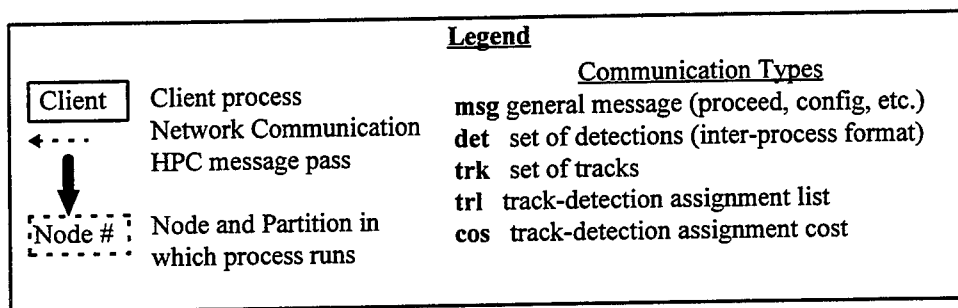 Legend
Client Client process
Network Communication
HPC message pass
Node # Node and Partition in
which process runs
Communication Types
msg general message (proceed, config, etc.)
det set of detections (inter-process format)
trk set of tracks
trl track-detection assignment list
cos track-detection assignment cost